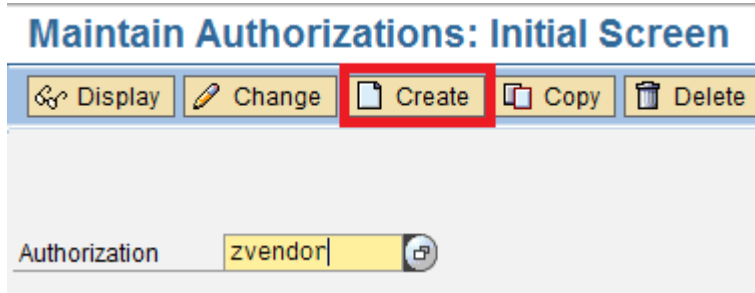 Maintain Authorizations: Initial Screen
Display Change Create Copy Delete
Authorization zvendor